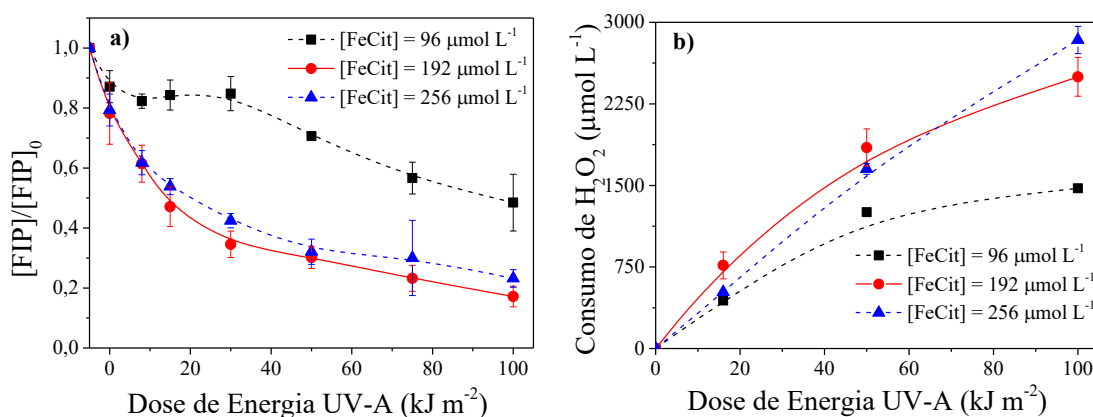 a)
[FeCit] = 96 μmol L-1
[FeCit] = 192 μmol L-1
[FeCit] = 256 μmol L-1
1,0
0,8
0,6
0,4
0,2
0,0
[FIP]/[FIP]0
0 20 40 60 80 100
Dose de Energia UV-A (kJ m-2)
b)
3000
2250
1500
750
0
Consumo de H2O2 (μmol L-1)
[FeCit] = 96 μmol L-1
[FeCit] = 192 μmol L-1
[FeCit] = 256 μmol L-1
0 20 40 60 80 100
Dose de Energia UV-A (kJ m-2)